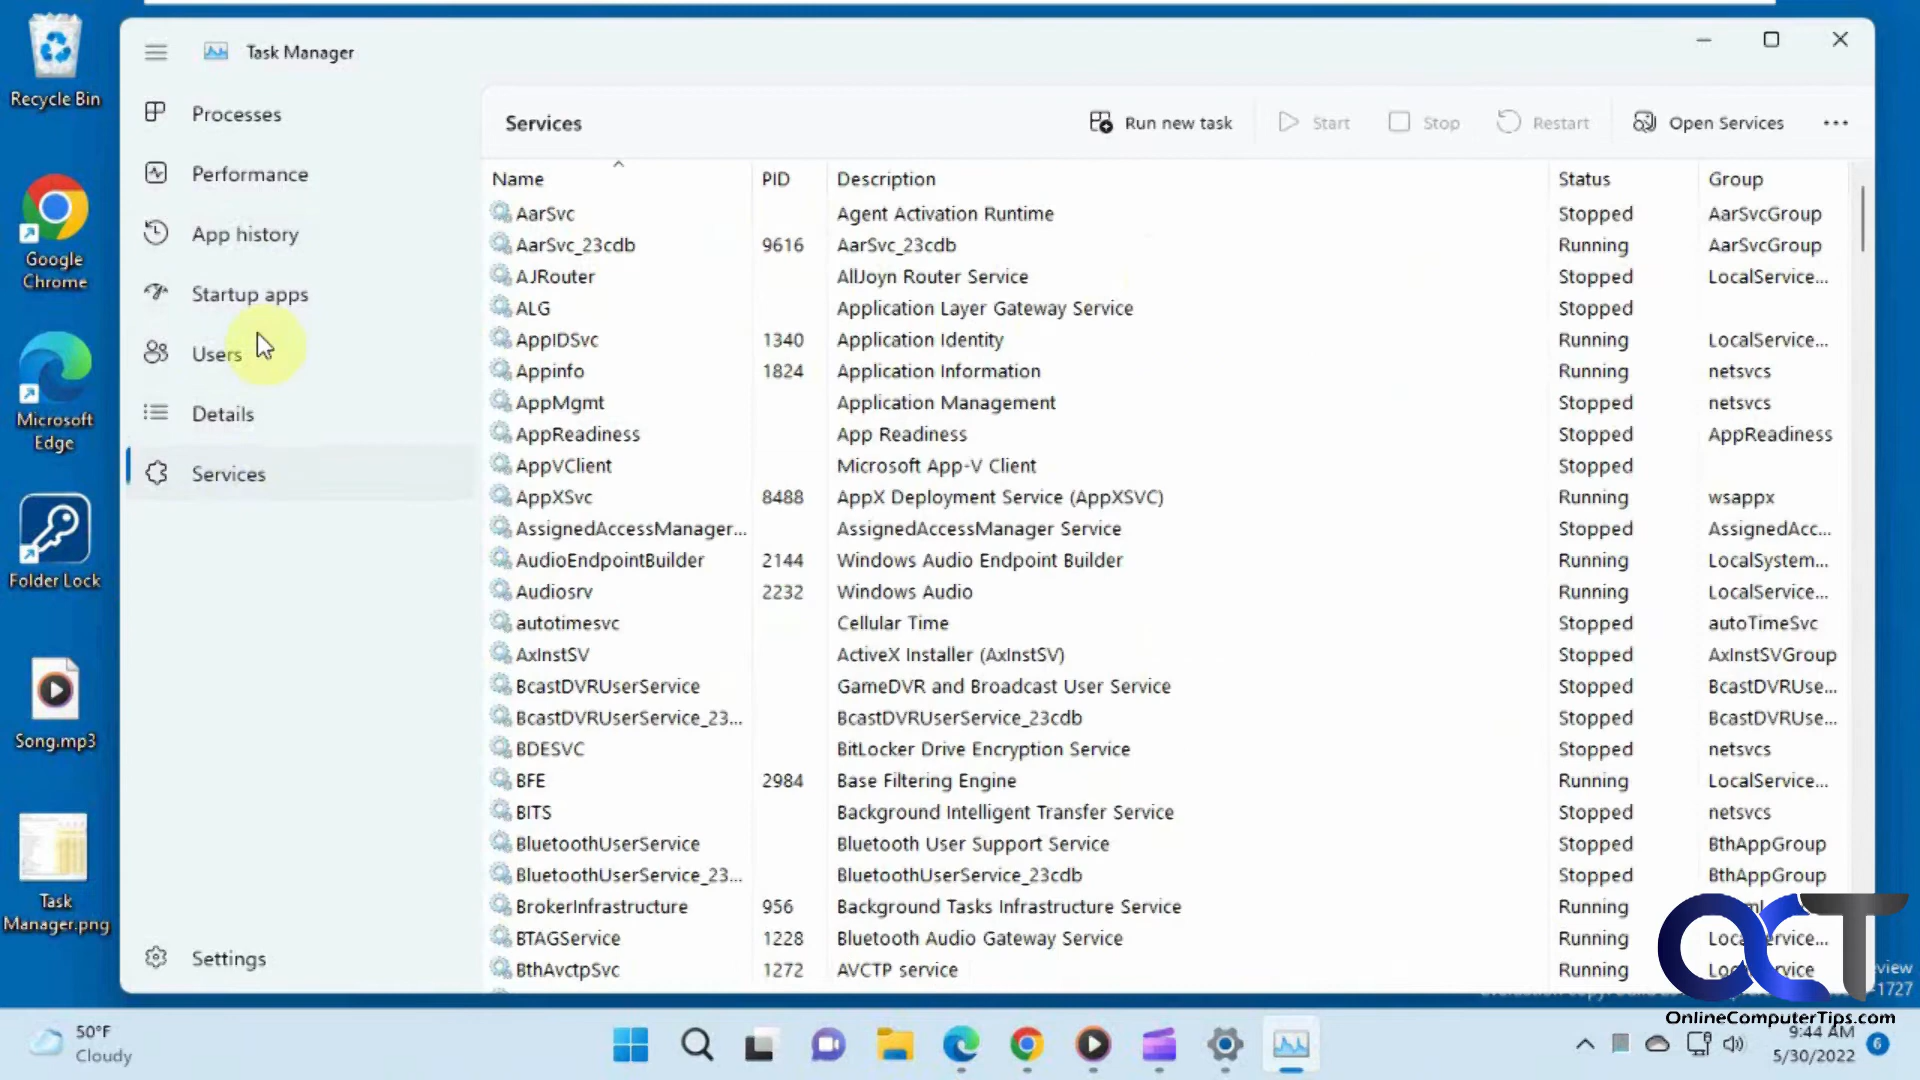 Recycle Bin
Google
Chrome
Microsoft
Edge
Folder Lock
Song.mp3
Task
Manager.png
Task Manager
Processes
Performance
App history
Startup apps
Users
Details
Services
Settings
Services
Run new task
Start
Stop
Restart
Open Services
Name PID Description Status Group
AarSvc Agent Activation Runtime Stopped AarSvcGroup
AarSvc_23cdb 9616 AarSvc_23cdb Running AarSvcGroup
AJRouter AllJoyn Router Service Stopped LocalService...
ALG Application Layer Gateway Service Stopped
AppIDSvc 1340 Application Identity Running LocalService...
Appinfo 1824 Application Information Running netsvcs
AppMgmt Application Management Stopped netsvcs
AppReadiness App Readiness Stopped AppReadiness
AppVClient Microsoft App-V Client Stopped
AppXSvc 8488 AppX Deployment Service (AppXSVC) Running wsappx
AssignedAccessManager... AssignedAccessManager Service Stopped AssignedAcc...
AudioEndpointBuilder 2144 Windows Audio Endpoint Builder Running LocalSystem...
Audiosrv 2232 Windows Audio Running LocalService...
autotimesvc Cellular Time Stopped autoTimeSvc
AxInstSV ActiveX Installer (AxInstSV) Stopped AxInstSVGroup
BcastDVRUserService GameDVR and Broadcast User Service Stopped BcastDVRUse...
BcastDVRUserService_23... BcastDVRUserService_23cdb Stopped BcastDVRUse...
BDESVC BitLocker Drive Encryption Service Stopped netsvcs
BFE 2984 Base Filtering Engine Running LocalService...
BITS Background Intelligent Transfer Service Stopped netsvcs
BluetoothUserService Bluetooth User Support Service Stopped BthAppGroup
BluetoothUserService_23... BluetoothUserService_23cdb Stopped BthAppGroup
BrokerInfrastructure 956 Background Tasks Infrastructure Service Running
BTAGService 1228 Bluetooth Audio Gateway Service Running
BthAvctpSvc 1272 AVCTP service Running
OCT
OnlineComputerTips.com
50°F
Cloudy
9:44 AM
5/30/2022
6